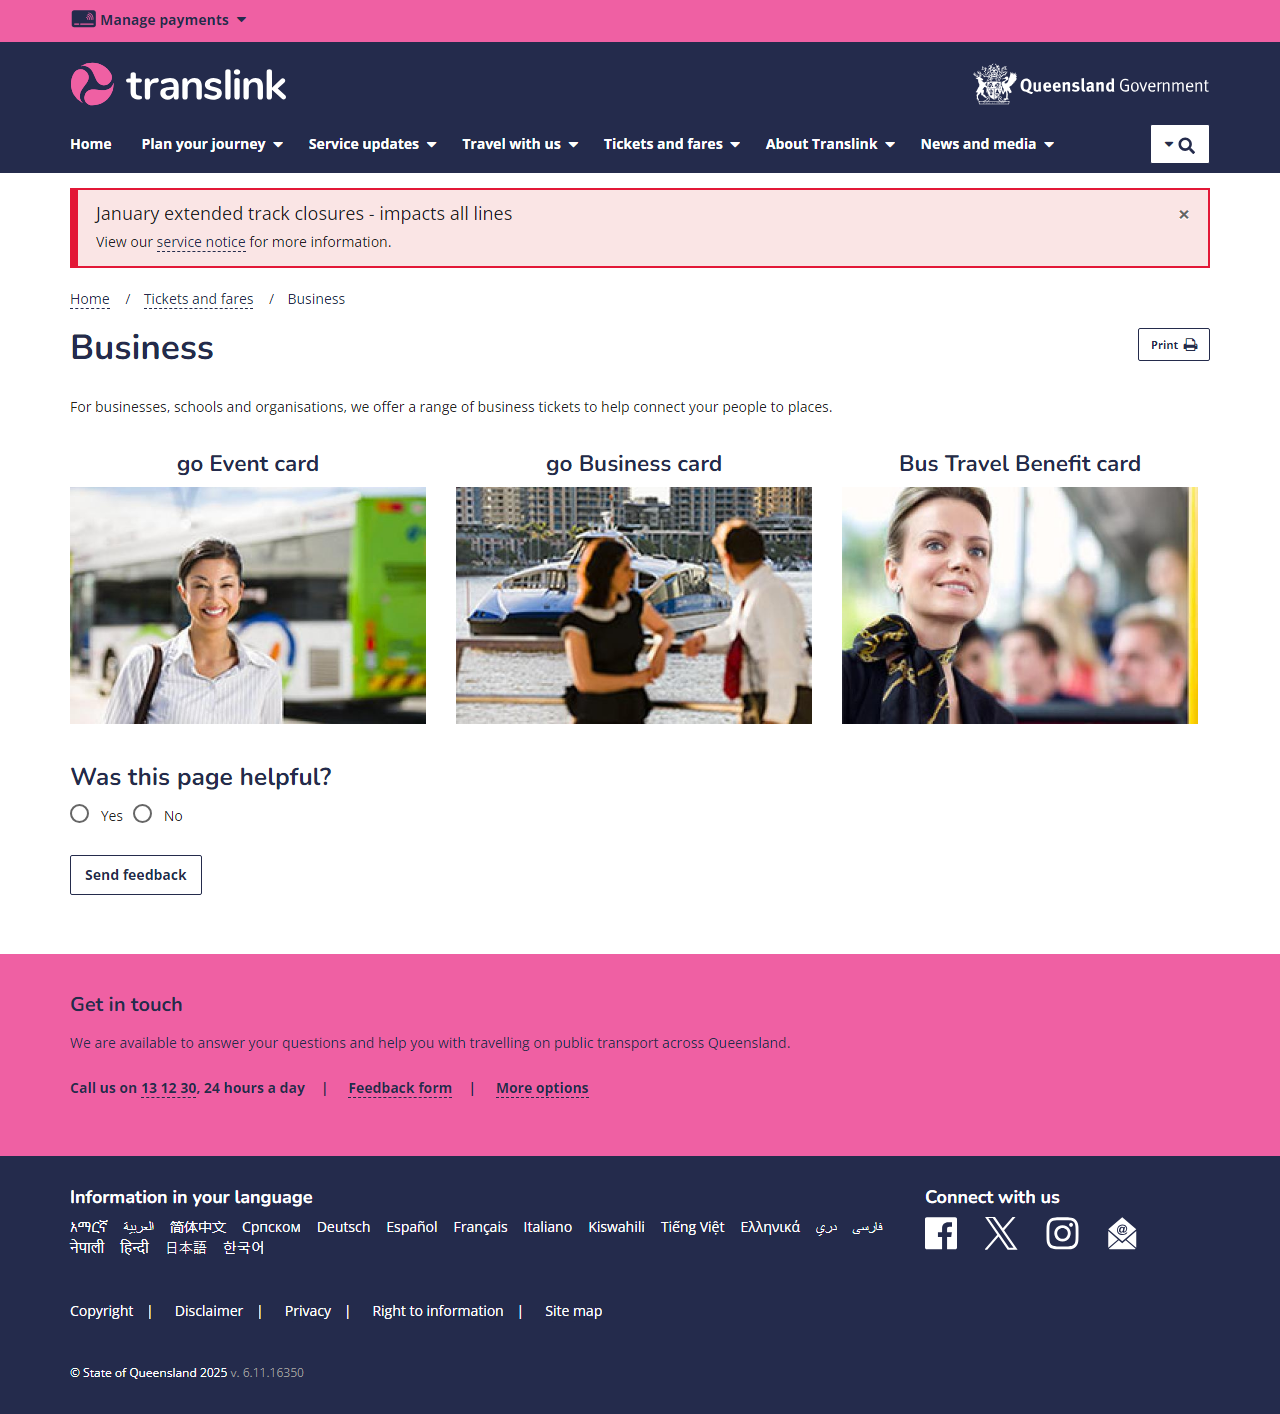 Manage payments
translink
Queensland Government
Home Plan your journey Service updates Travel with us Tickets and fares About Translink News and media
January extended track closures - impacts all lines
×
View our service notice for more information.
Home / Tickets and fares / Business
Business
Print
For businesses, schools and organisations, we offer a range of business tickets to help connect your people to places.
go Event card
go Business card
Bus Travel Benefit card
Was this page helpful?
Yes No
Send feedback
Get in touch
We are available to answer your questions and help you with travelling on public transport across Queensland.
Call us on 13 12 30, 24 hours a day | Feedback form | More options
Information in your language
አማርኛ العربية 简体中文 Српском Deutsch Español Français Italiano Kiswahili Tiếng Việt Ελληνικά دري فارسی
नेपाली हिन्दी 日本語 한국어
Connect with us
Copyright | Disclaimer | Privacy | Right to information | Site map
© State of Queensland 2025 v. 6.11.16350